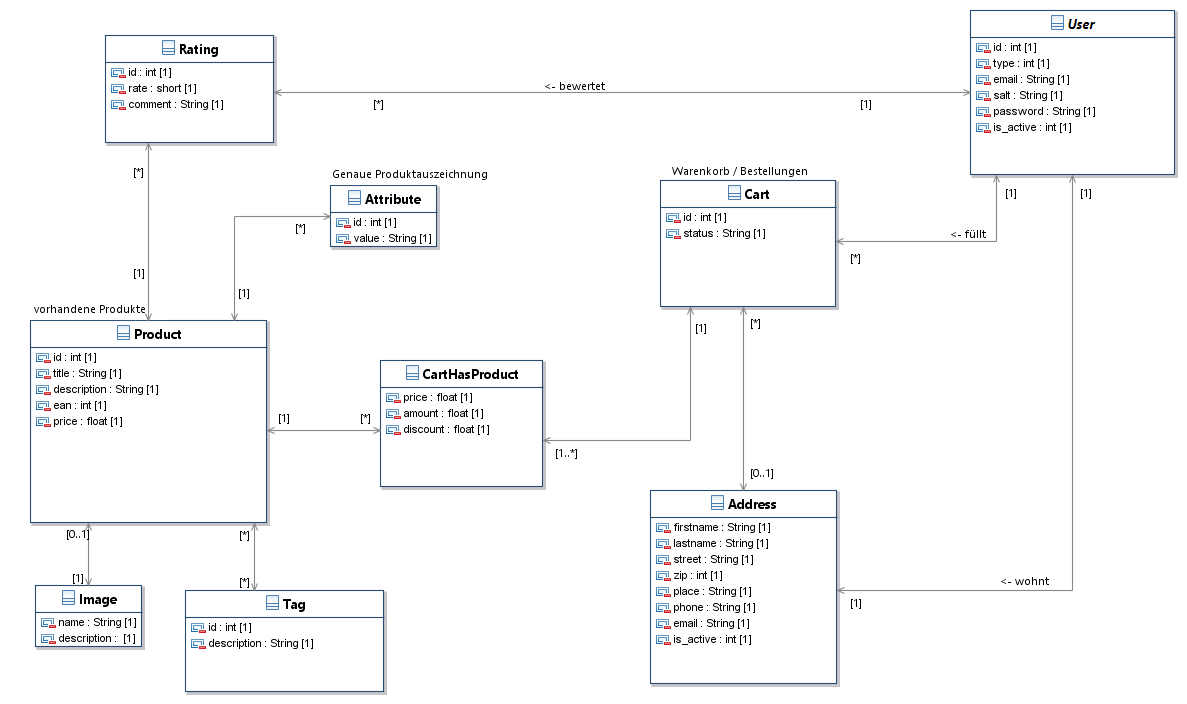 User
id : int [1]
type : int [1]
email : String [1]
salt : String [1]
password : String [1]
is_active : int [1]
Rating
id : int [1]
rate : short [1]
comment : String [1]
<- bewertet
[*]
[1]
[*]
[1]
Genaue Produktauszeichnung
Attribute
id : int [1]
value : String [1]
[*]
[1]
Warenkorb / Bestellungen
Cart
id : int [1]
status : String [1]
[1]
[1]
<- füllt
[*]
vorhandene Produkte
Product
id : int [1]
title : String [1]
description : String [1]
ean : int [1]
price : float [1]
[1]
[*]
CartHasProduct
price : float [1]
amount : float [1]
discount : float [1]
[1]
[*]
[1..*]
[0..1]
Address
firstname : String [1]
lastname : String [1]
street : String [1]
zip : int [1]
place : String [1]
phone : String [1]
email : String [1]
is_active : int [1]
<- wohnt
[1]
[0..1]
[1]
[*]
[*]
Image
name : String [1]
description :  [1]
Tag
id : int [1]
description : String [1]